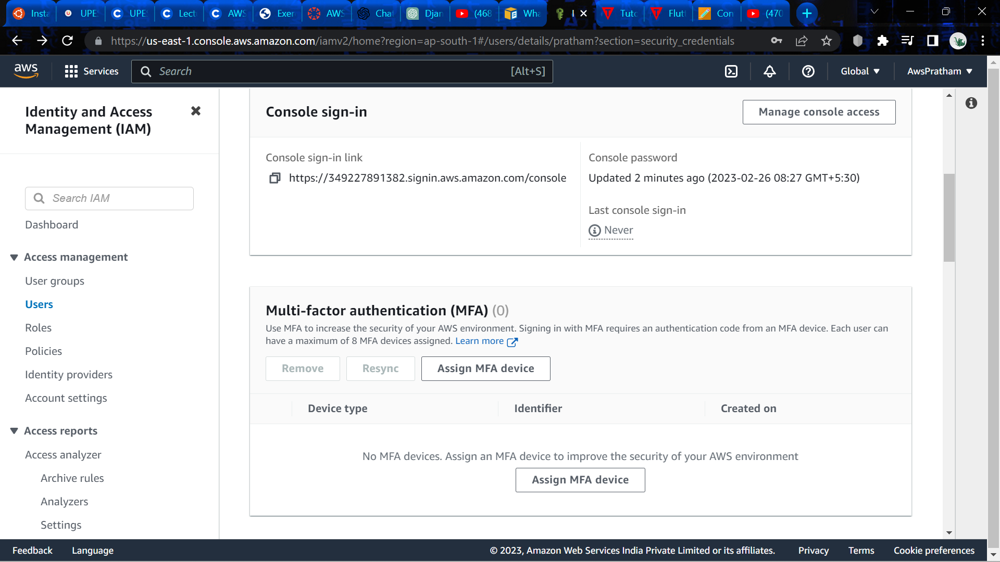 Insta
UPES
UPE
Lect
AWS
Exer
AWS
Chat
Djan
(468
Wha
I
Tuto
Flutt
Con
(470
https://us-east-1.console.aws.amazon.com/iamv2/home?region=ap-south-1#/users/details/pratham?section=security_credentials
aws
Services
Search
[Alt+S]
Global
AwsPratham
Identity and Access
Management (IAM)
Search IAM
Dashboard
Access management
User groups
Users
Roles
Policies
Identity providers
Account settings
Access reports
Access analyzer
Archive rules
Analyzers
Settings
Console sign-in
Manage console access
Console sign-in link
https://349227891382.signin.aws.amazon.com/console
Console password
Updated 2 minutes ago (2023-02-26 08:27 GMT+5:30)
Last console sign-in
Never
Multi-factor authentication (MFA) (0)
Use MFA to increase the security of your AWS environment. Signing in with MFA requires an authentication code from an MFA device. Each user can
have a maximum of 8 MFA devices assigned. Learn more
Remove
Resync
Assign MFA device
Device type
Identifier
Created on
No MFA devices. Assign an MFA device to improve the security of your AWS environment
Assign MFA device
Feedback
Language
© 2023, Amazon Web Services India Private Limited or its affiliates.
Privacy
Terms
Cookie preferences